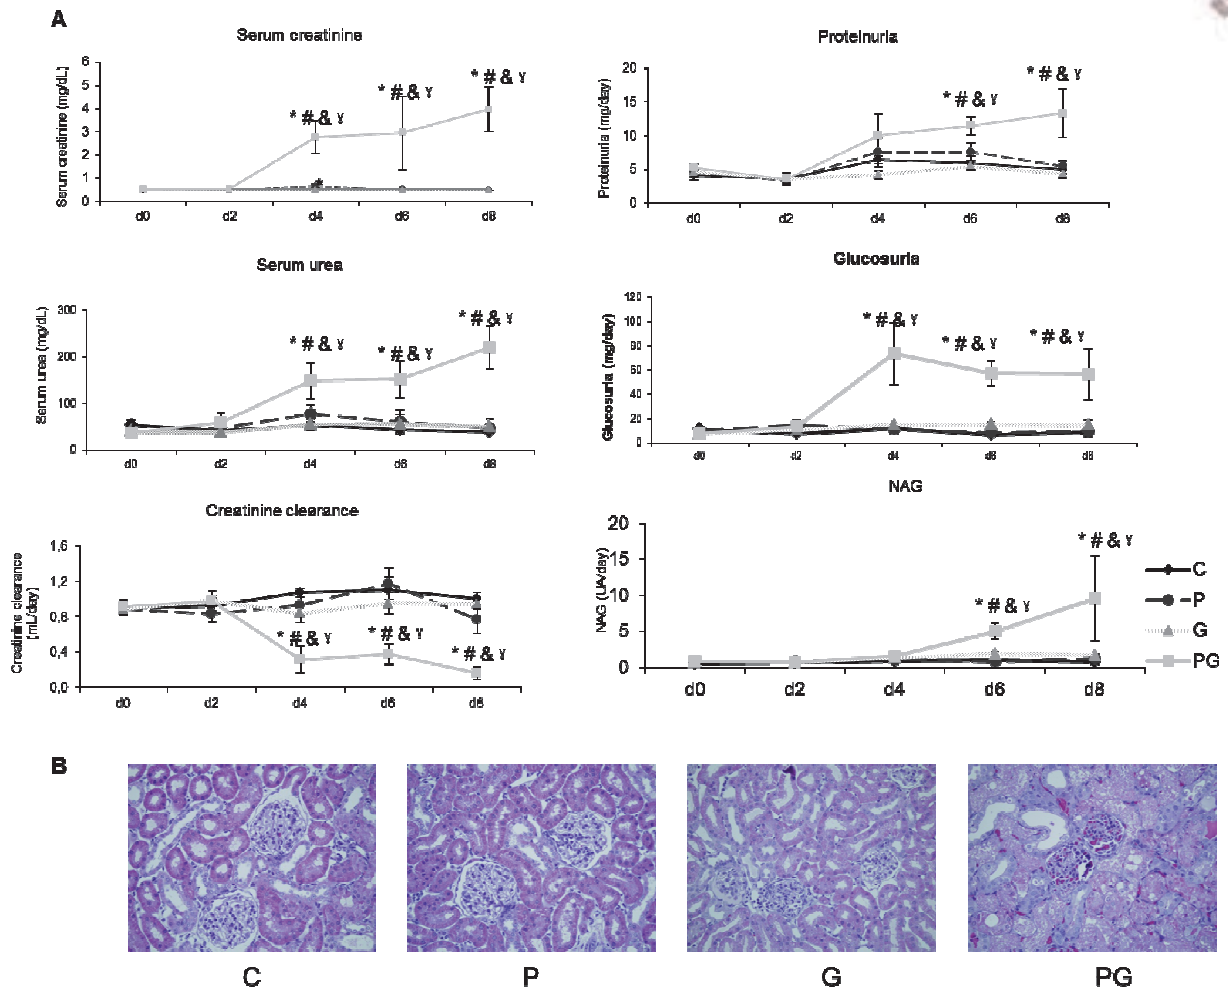 A
Serum creatinine
Serum creatinine (mg/dL)
6
5
4
3
2
1
0
* # & ¥
* # & ¥
* # & ¥
#
d0 d2 d4 d6 d8
Proteinuria
Proteinuria (mg/day)
20
15
10
5
0
* # & ¥
* # & ¥
d0 d2 d4 d6 d8
Serum urea
Serum urea (mg/dL)
300
200
100
0
* # & ¥
* # & ¥
* # & ¥
d0 d2 d4 d6 d8
Glucosuria
Glucosuria (mg/day)
120
100
80
60
40
20
0
* # & ¥
* # & ¥
* # & ¥
d0 d2 d4 d6 d8
Creatinine clearance
Creatinine clearance
[mL/day)
1,6
1,2
0,8
0,4
0,0
* # & ¥
* # & ¥
* # & ¥
d0 d2 d4 d6 d8
NAG
NAG (UA/day)
20
15
10
5
0
* # & ¥
* # & ¥
d0 d2 d4 d6 d8
C
P
G
PG
B
C P G PG